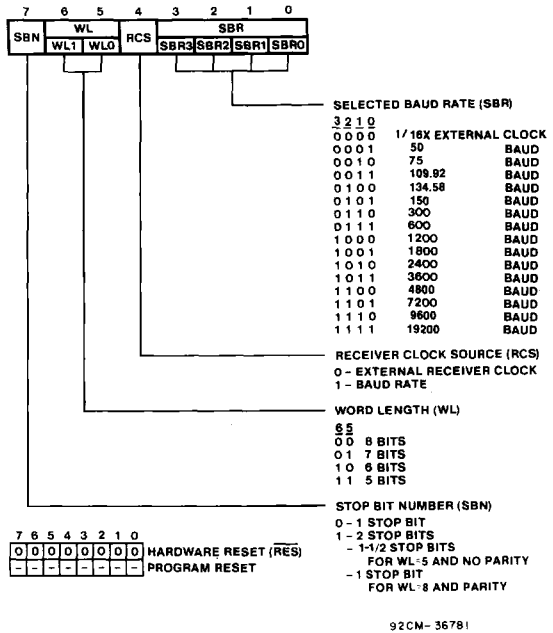 7 6 5 4 3 2 1 0
SBN WL RCS SBR
WL1 WL0 SBR3 SBR2 SBR1 SBR0
SELECTED BAUD RATE (SBR)
3 2 1 0
0 0 0 0 1/16X EXTERNAL CLOCK
0 0 0 1 50 BAUD
0 0 1 0 75 BAUD
0 0 1 1 109.92 BAUD
0 1 0 0 134.58 BAUD
0 1 0 1 150 BAUD
0 1 1 0 300 BAUD
0 1 1 1 600 BAUD
1 0 0 0 1200 BAUD
1 0 0 1 1800 BAUD
1 0 1 0 2400 BAUD
1 0 1 1 3600 BAUD
1 1 0 0 4800 BAUD
1 1 0 1 7200 BAUD
1 1 1 0 9600 BAUD
1 1 1 1 19200 BAUD
RECEIVER CLOCK SOURCE (RCS)
0 - EXTERNAL RECEIVER CLOCK
1 - BAUD RATE
WORD LENGTH (WL)
6 5
0 0 8 BITS
0 1 7 BITS
1 0 6 BITS
1 1 5 BITS
STOP BIT NUMBER (SBN)
0 - 1 STOP BIT
1 - 2 STOP BITS
- 1-1/2 STOP BITS
FOR WL=5 AND NO PARITY
- 1 STOP BIT
FOR WL=8 AND PARITY
7 6 5 4 3 2 1 0
0 0 0 0 0 0 0 0 HARDWARE RESET (RES)
- - - - - - - - PROGRAM RESET
92CM-36781